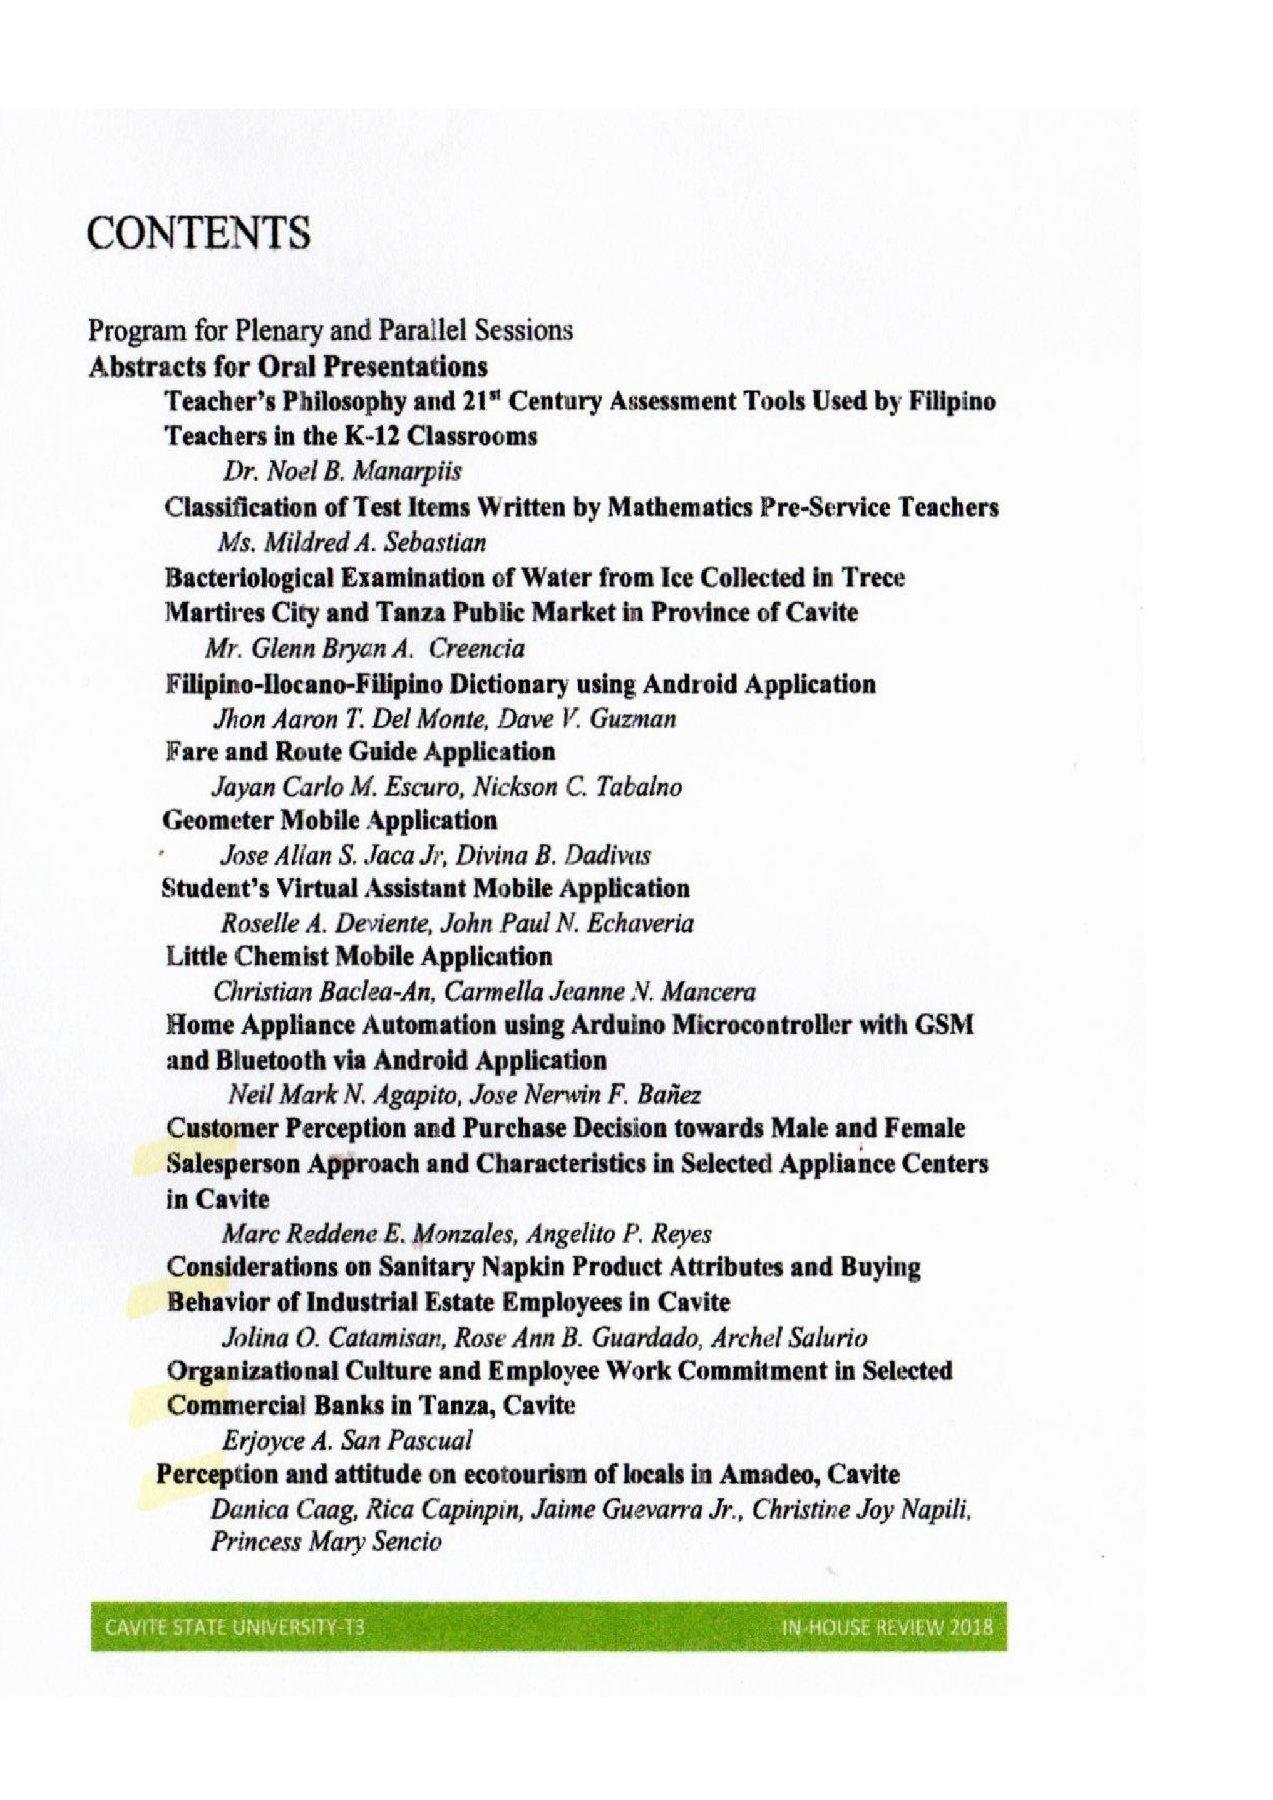 CONTENTS
Program for Plenary and Parallel Sessions
Abstracts for Oral Presentations
Teacher's Philosophy and 21st Century Assessment Tools Used by Filipino
Teachers in the K-12 Classrooms
Dr. Noel B. Manarpiis
Classification of Test Items Written by Mathematics Pre-Service Teachers
Ms. Mildred A. Sebastian
Bacteriological Examination of Water from Ice Collected in Trece
Martires City and Tanza Public Market in Province of Cavite
Mr. Glenn Bryan A. Creencia
Filipino-Ilocano-Filipino Dictionary using Android Application
Jhon Aaron T. Del Monte, Dave V. Guzman
Fare and Route Guide Application
Jayan Carlo M. Escuro, Nickson C. Tabalno
Geometer Mobile Application
Jose Allan S. Jaca Jr, Divina B. Dadivas
Student's Virtual Assistant Mobile Application
Roselle A. Deviente, John Paul N. Echaveria
Little Chemist Mobile Application
Christian Baclea-An, Carmella Jeanne N. Mancera
Home Appliance Automation using Arduino Microcontroller with GSM
and Bluetooth via Android Application
Neil Mark N. Agapito, Jose Nerwin F. Bañez
Customer Perception and Purchase Decision towards Male and Female
Salesperson Approach and Characteristics in Selected Appliance Centers
in Cavite
Marc Reddene E. Monzales, Angelito P. Reyes
Considerations on Sanitary Napkin Product Attributes and Buying
Behavior of Industrial Estate Employees in Cavite
Jolina O. Catamisan, Rose Ann B. Guardado, Archel Salurio
Organizational Culture and Employee Work Commitment in Selected
Commercial Banks in Tanza, Cavite
Erjoyce A. San Pascual
Perception and attitude on ecotourism of locals in Amadeo, Cavite
Danica Caag, Rica Capinpin, Jaime Guevarra Jr., Christine Joy Napili,
Princess Mary Sencio
CAVITE STATE UNIVERSITY-T3 IN-HOUSE REVIEW 2018